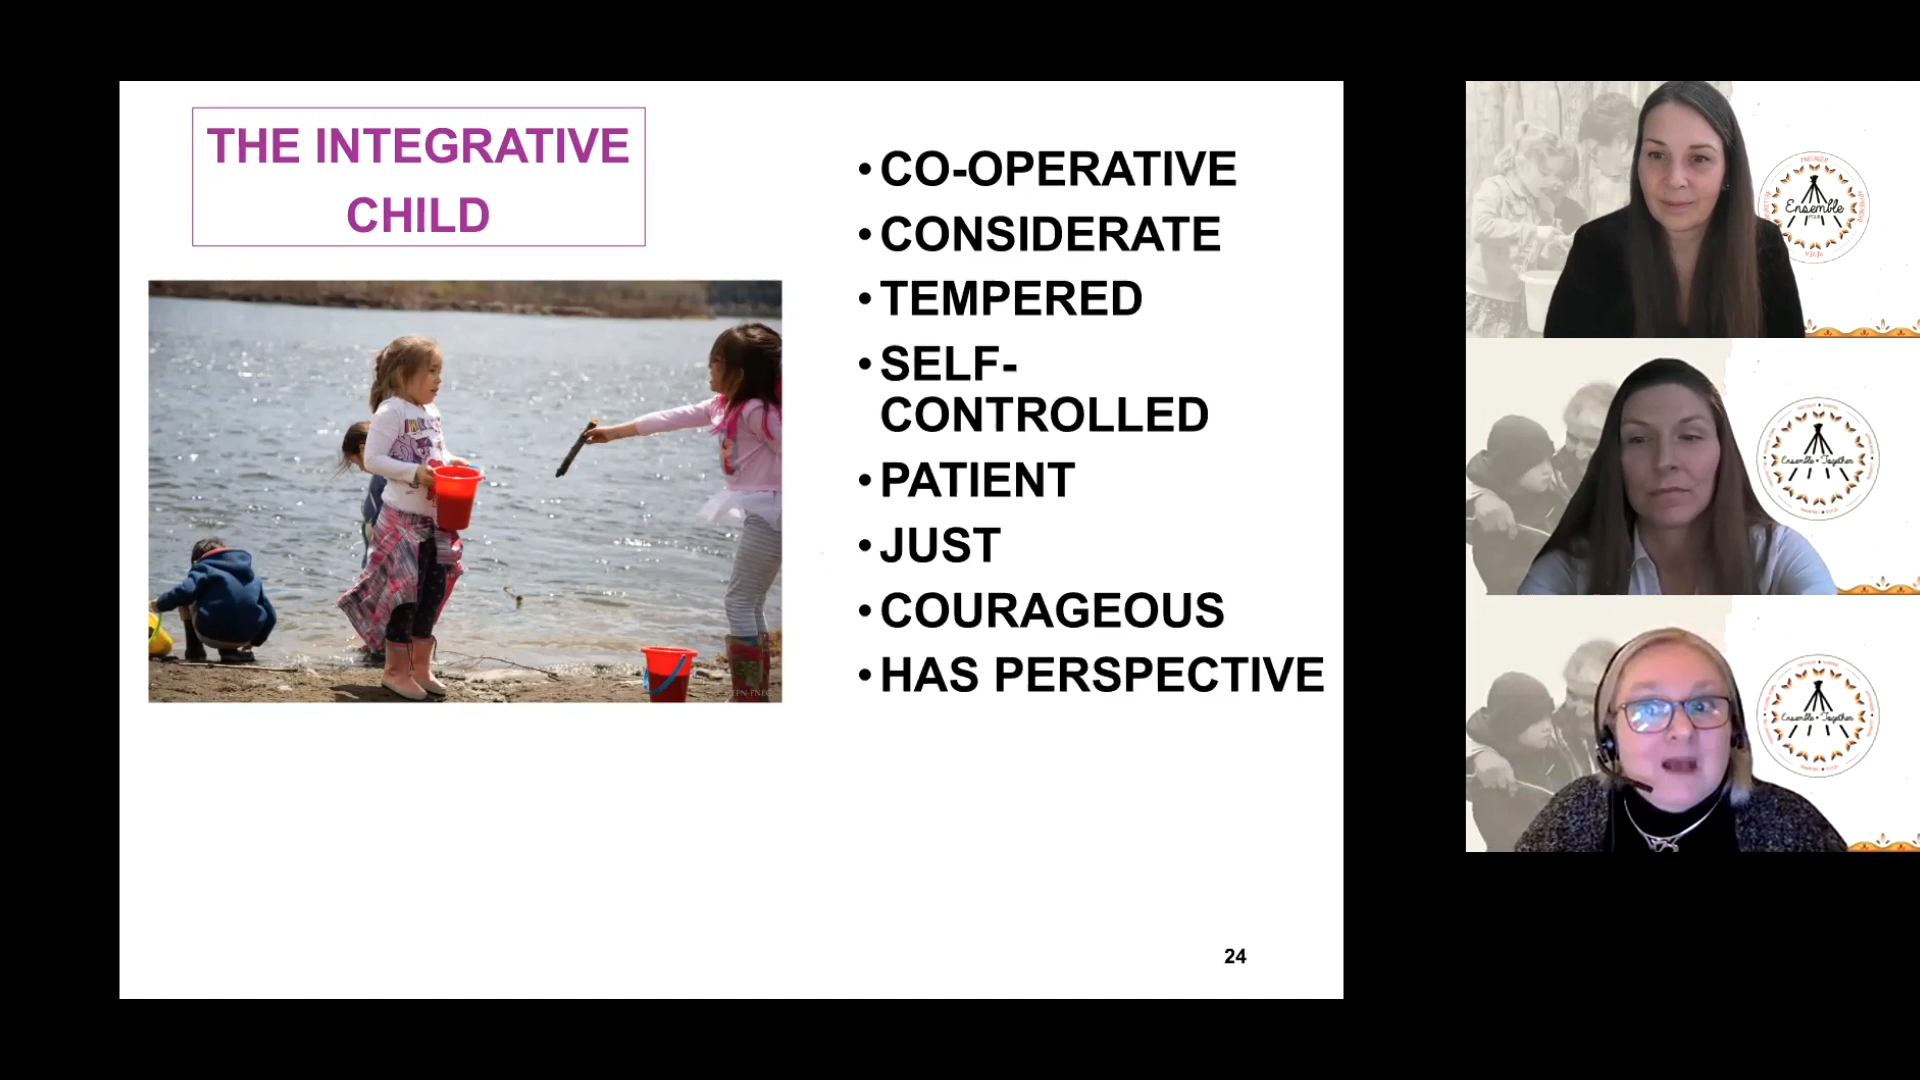 THE INTEGRATIVE
CHILD
• CO-OPERATIVE
• CONSIDERATE
• TEMPERED
• SELF-
CONTROLLED
• PATIENT
• JUST
• COURAGEOUS
• HAS PERSPECTIVE
24
Ensemble
Ensemble • Together
Ensemble • Together